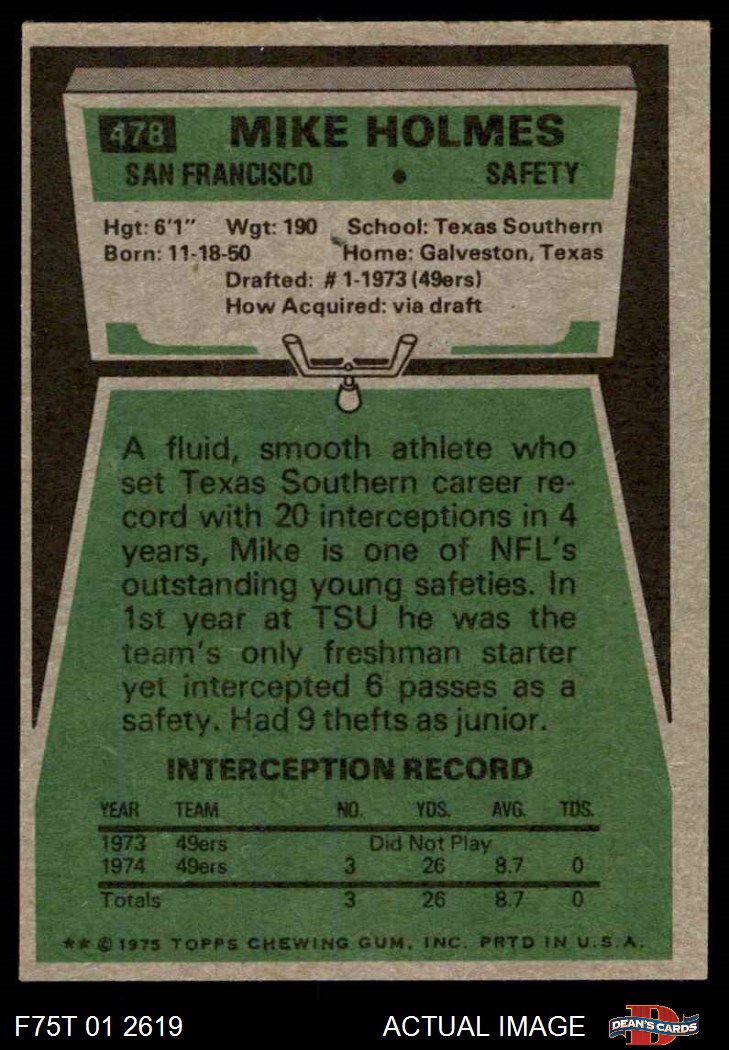 478 MIKE HOLMES
SAN FRANCISCO • SAFETY
Hgt: 6'1" Wgt: 190 School: Texas Southern
Born: 11-18-50 Home: Galveston, Texas
Drafted: # 1-1973 (49ers)
How Acquired: via draft
A fluid, smooth athlete who
set Texas Southern career re-
cord with 20 interceptions in 4
years, Mike is one of NFL's
outstanding young safeties. In
1st year at TSU he was the
team's only freshman starter
yet intercepted 6 passes as a
safety. Had 9 thefts as junior.
INTERCEPTION RECORD
YEAR TEAM NO. YDS. AVG. TDS.
1973 49ers Did Not Play
1974 49ers 3 26 8.7 0
Totals 3 26 8.7 0
** © 1975 TOPPS CHEWING GUM, INC. PRTD IN U.S.A.
F75T 01 2619 ACTUAL IMAGE D DEAN'S CARDS